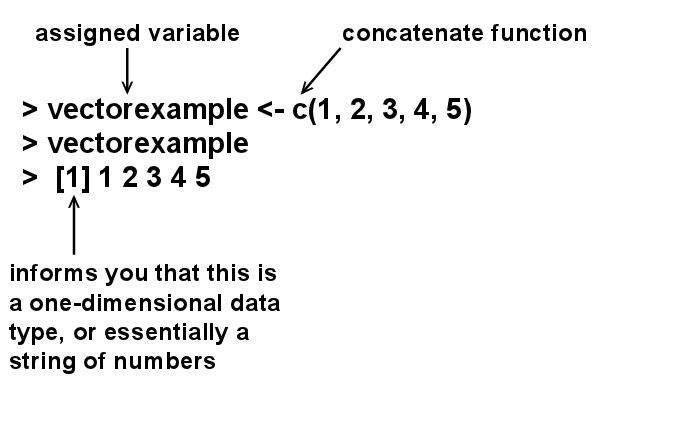 assigned variable
concatenate function
> vectorexample <- c(1, 2, 3, 4, 5)
> vectorexample
> [1] 1 2 3 4 5
informs you that this is
a one-dimensional data
type, or essentially a
string of numbers